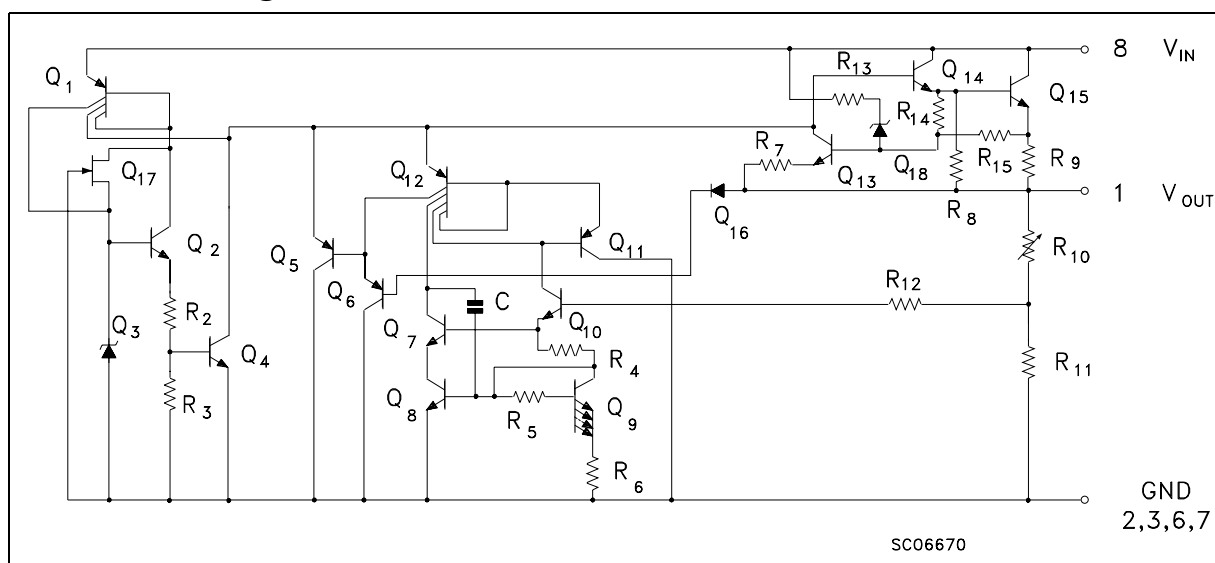 8 V_IN
Q1
R13
Q14
Q15
R14
Q17
Q12
R7
Q18
R15
R9
Q13
1 V_OUT
Q16
R8
Q2
Q5
Q11
R10
Q6
R12
C
R2
Q3
Q7
Q10
Q4
R4
R11
R3
Q8
R5
Q9
R6
GND
2,3,6,7
SC06670